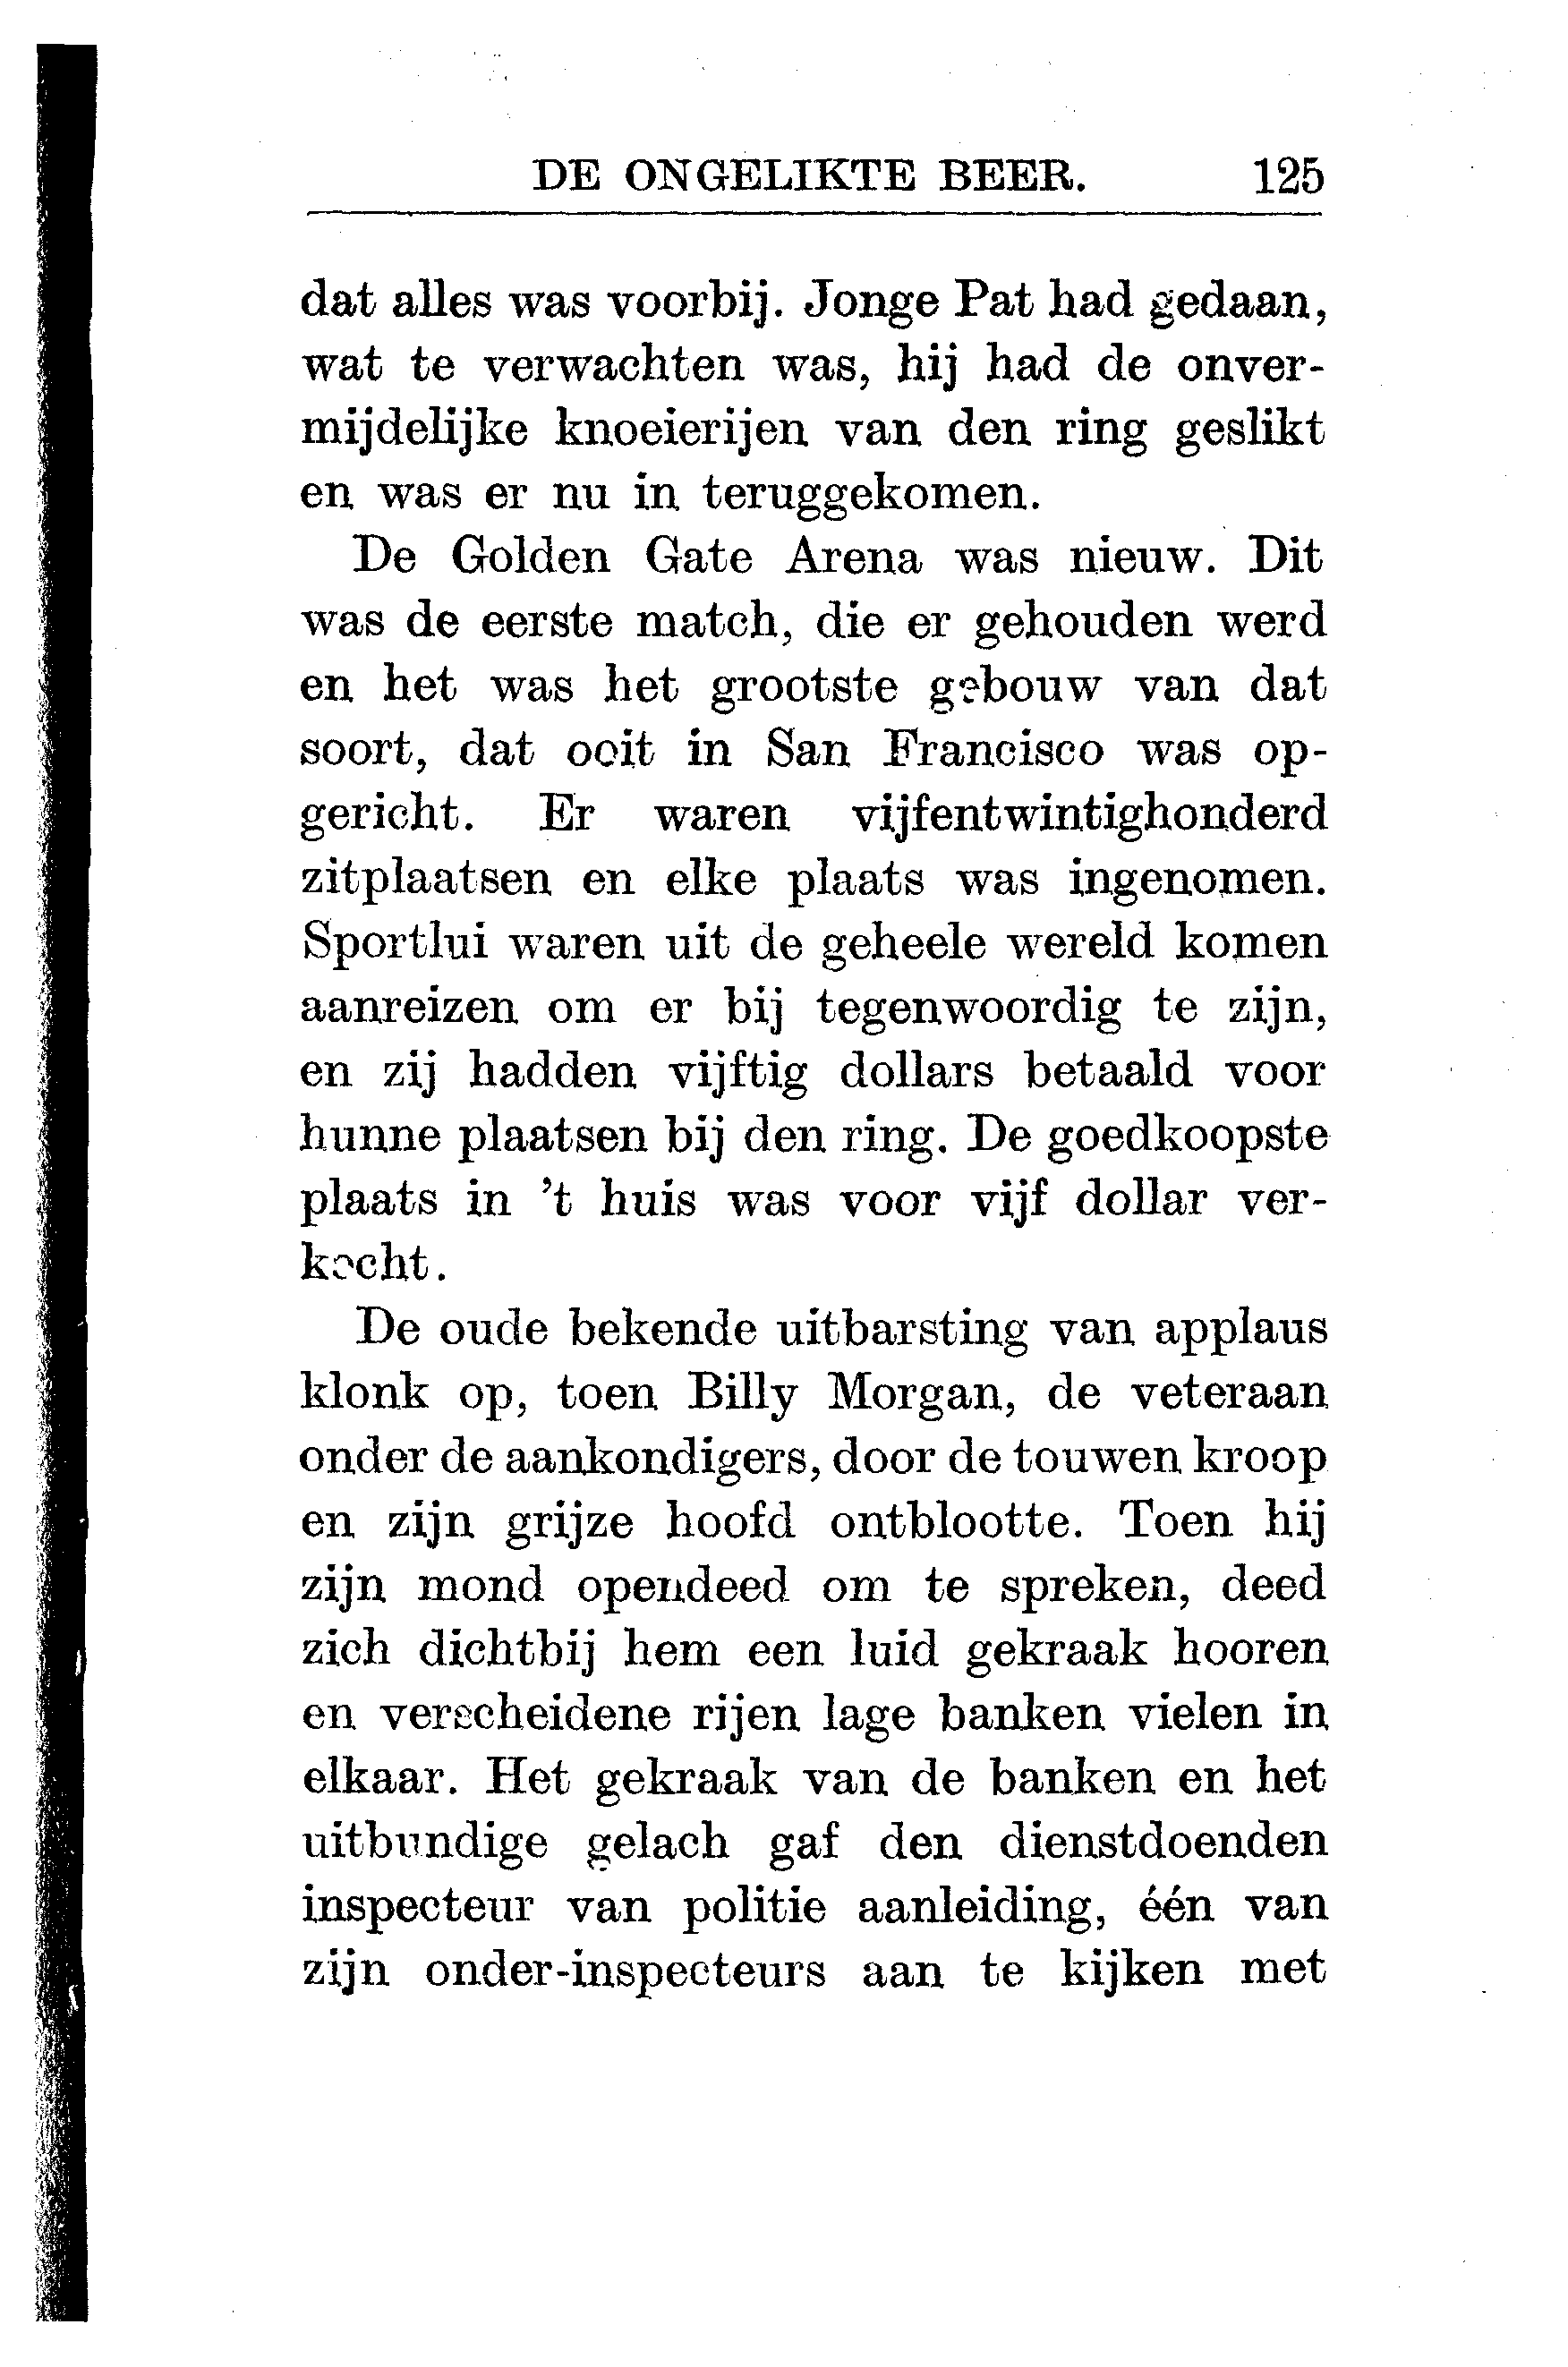 DE ONGELIKTE BEER. 125
dat alles was voorbij. Jonge Pat had gedaan,
wat te verwachten was, hij had de onver-
mijdelijke knoeierijen van den ring geslikt
en was er nu in teruggekomen.
De Golden Gate Arena was nieuw. Dit
was de eerste match, die er gehouden werd
en het was het grootste gebouw van dat
soort, dat ooit in San Francisco was op-
gericht. Er waren vijfentwintighonderd
zitplaatsen en elke plaats was ingenomen.
Sportlui waren uit de geheele wereld komen
aanreizen om er bij tegenwoordig te zijn,
en zij hadden vijftig dollars betaald voor
hunne plaatsen bij den ring. De goedkoopste
plaats in 't huis was voor vijf dollar ver-
kocht.
De oude bekende uitbarsting van applaus
klonk op, toen Billy Morgan, de veteraan
onder de aankondigers, door de touwen kroop
en zijn grijze hoofd ontblootte. Toen hij
zijn mond opendeed om te spreken, deed
zich dichtbij hem een luid gekraak hooren
en verscheidene rijen lage banken vielen in
elkaar. Het gekraak van de banken en het
uitbundige gelach gaf den dienstdoenden
inspecteur van politie aanleiding, één van
zijn onder-inspecteurs aan te kijken met